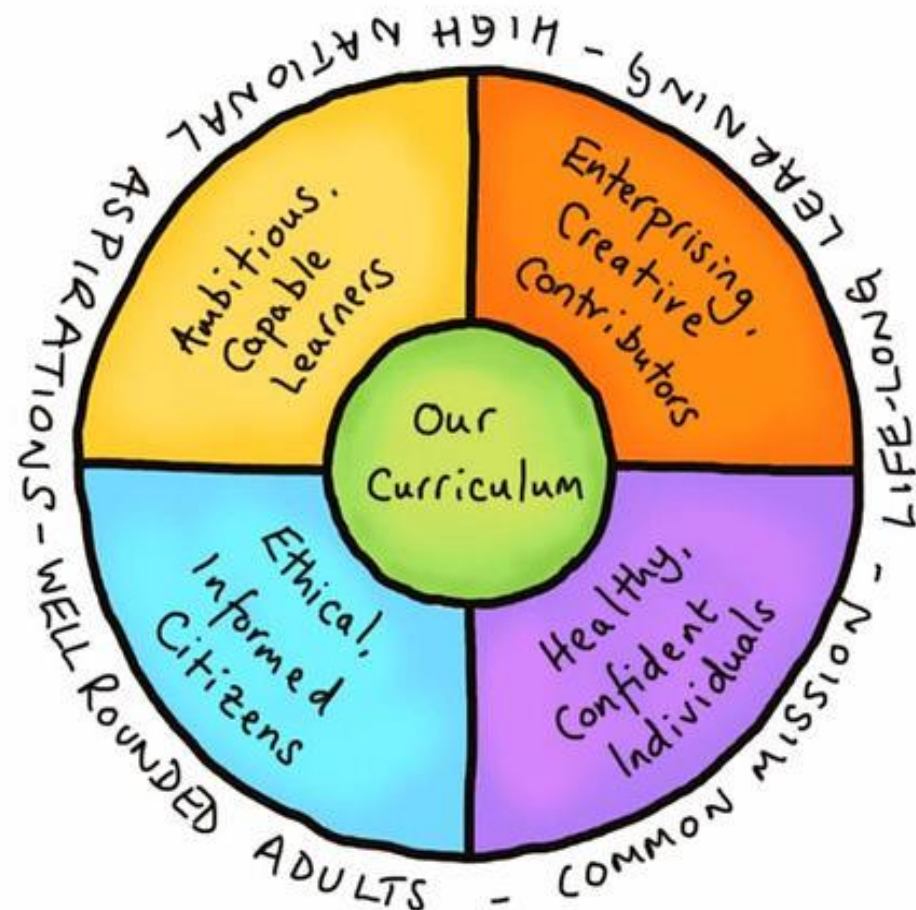 Ambitious,
Capable
Learners
Enterprising,
Creative
Contributors
Our
Curriculum
Ethical,
Informed
Citizens
Healthy,
Confident
Individuals
WELL ROUNDED ADULTS - COMMON MISSION - LIFE-LONG LEARNING - HIGH NATIONAL ASPIRATIONS -